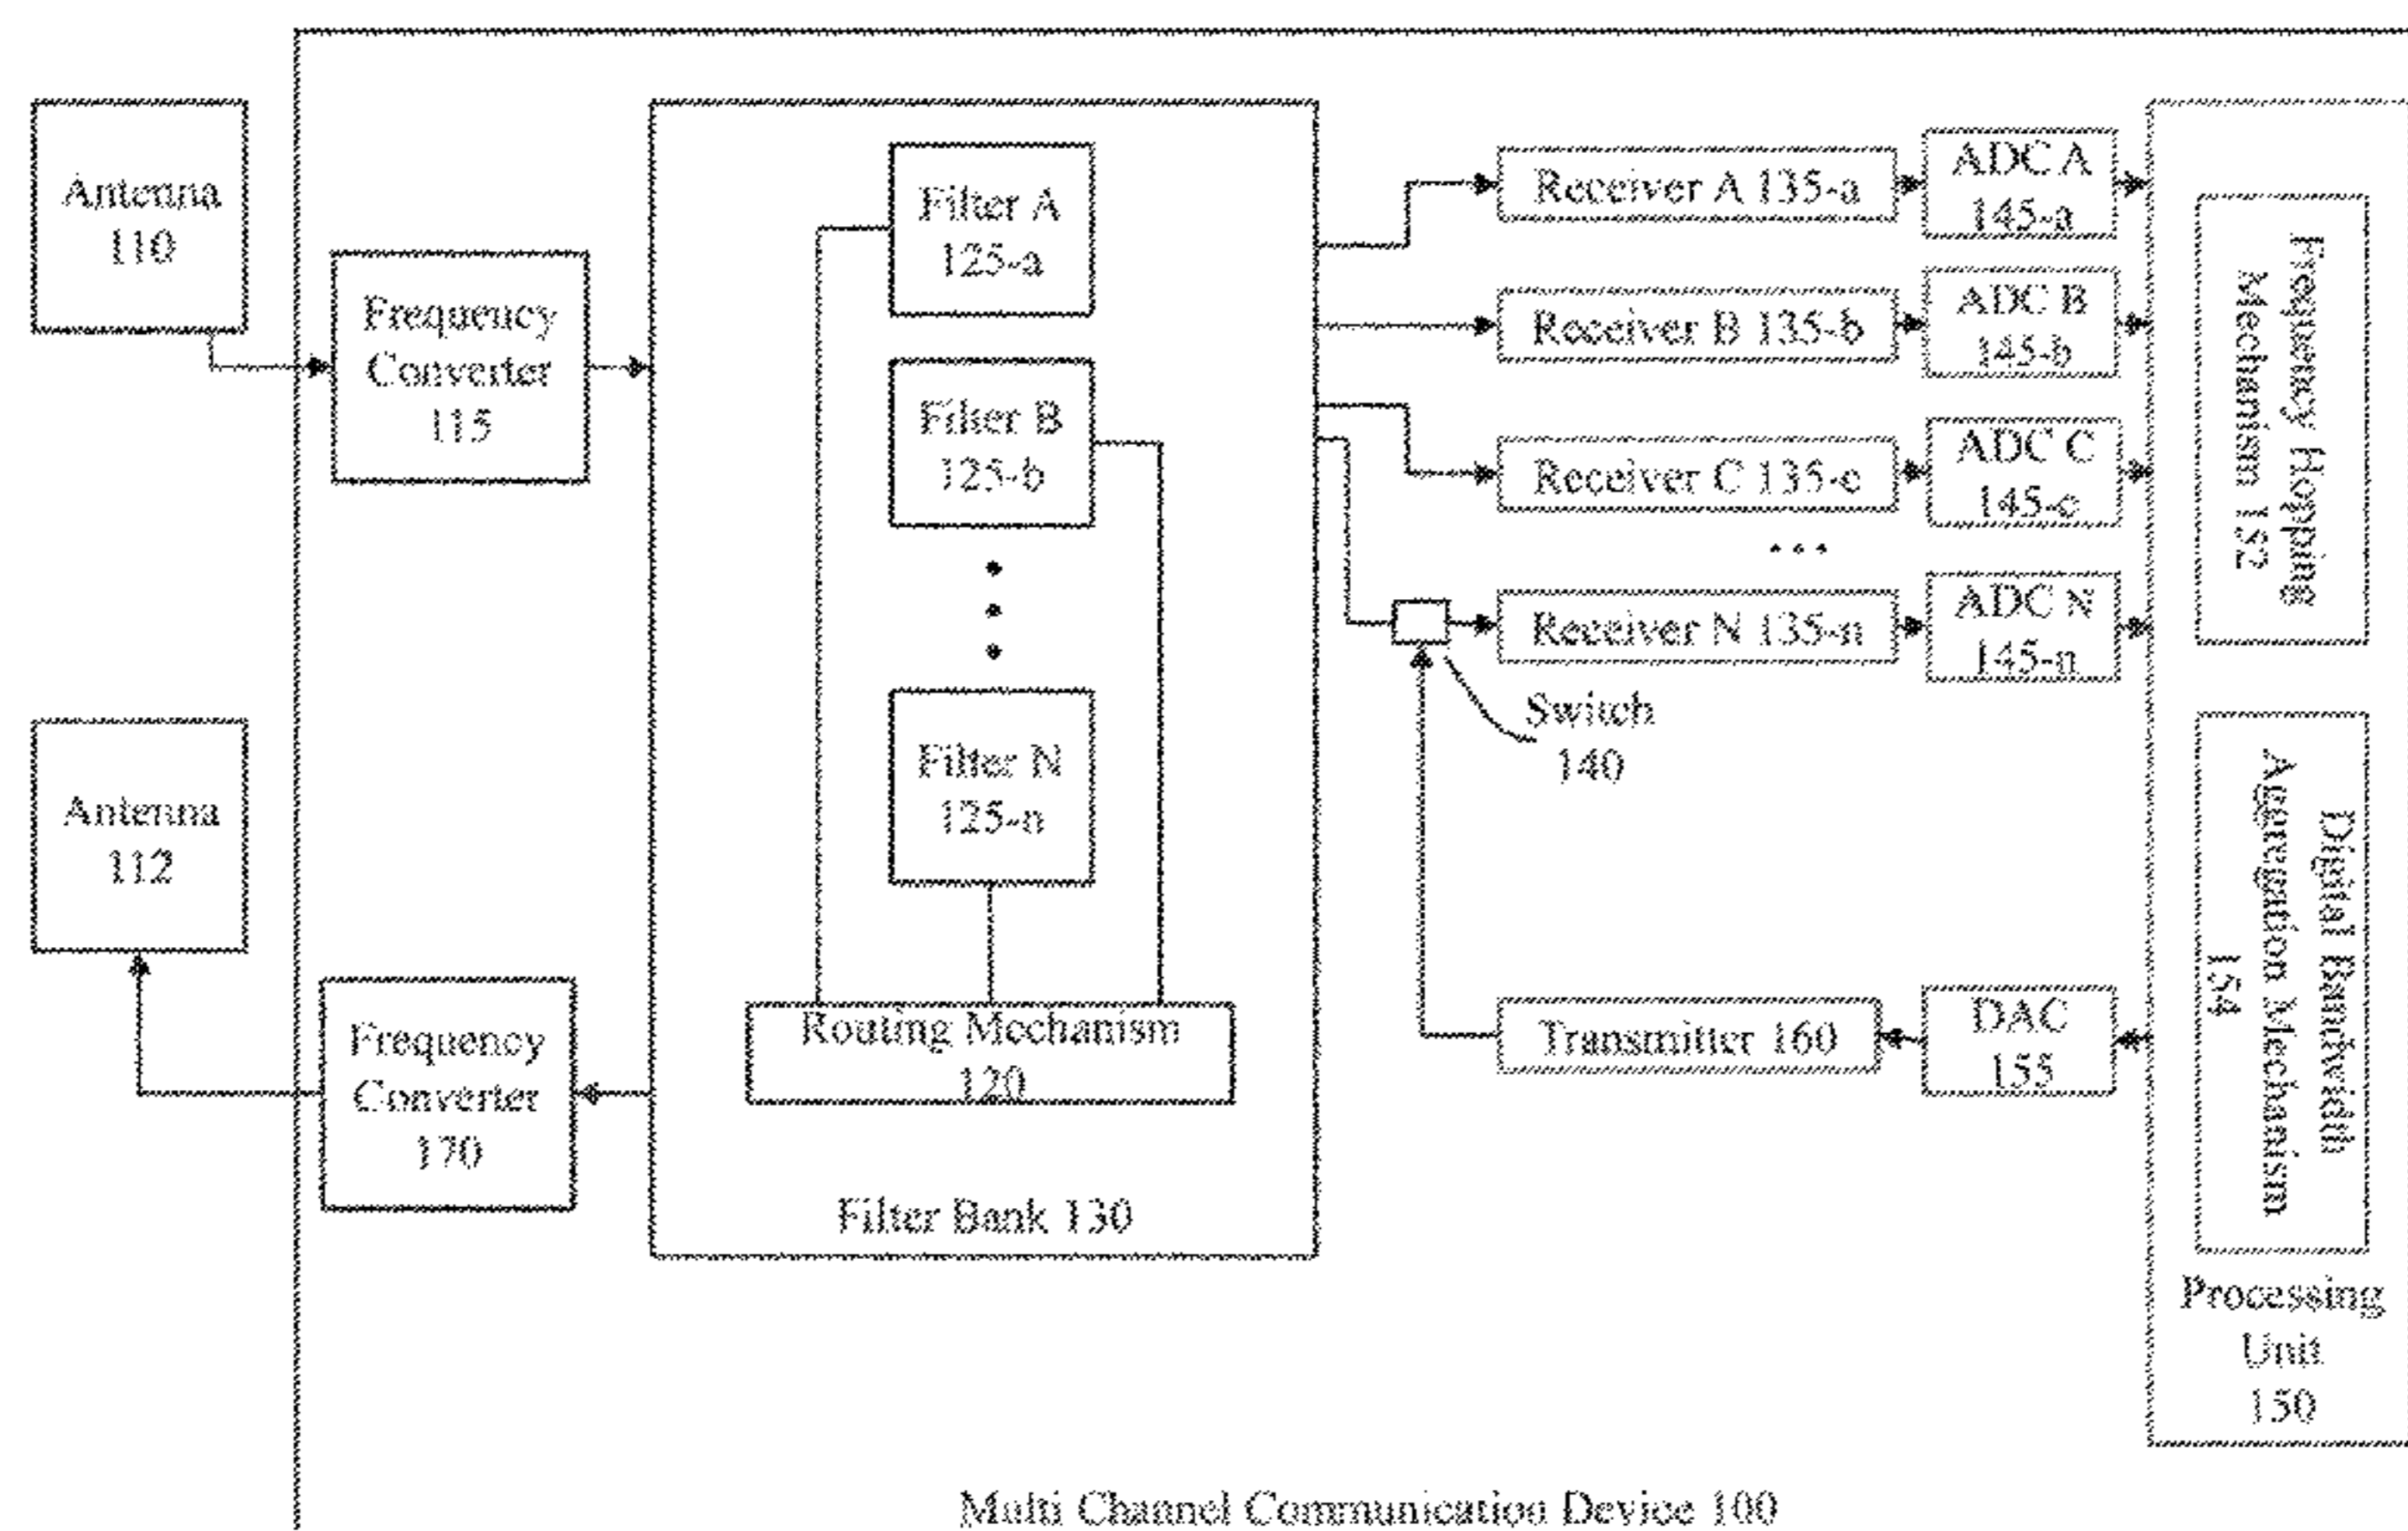 Antenna
110
Frequency
Converter
115
Antenna
112
Frequency
Converter
170
Filter A
125-a
Filter B
125-b
Filter N
125-n
Routing Mechanism
120
Filter Bank 130
Receiver A 135-a
ADC A
145-a
Receiver B 135-b
ADC B
145-b
Receiver C 135-c
ADC C
145-c
...
Receiver N 135-n
ADC N
145-n
Switch
140
Transmitter 160
DAC
155
Frequency Hopping
Mechanism 152
Digital Bandwidth
Aggregation Mechanism
154
Processing
Unit
150
Multi Channel Communication Device 100